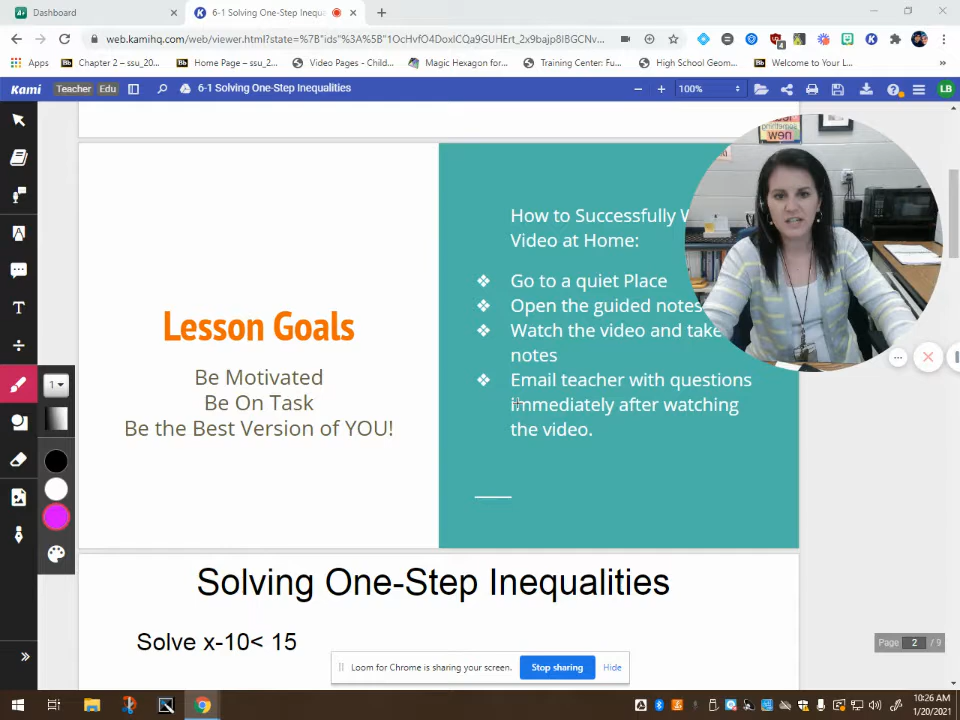 Dashboard
6-1 Solving One-Step Inequa
web.kamihq.com/web/viewer.html?state=%7B"ids"%3A%5B"1OcHvfO4DoxlCQa9GUHErt_2x9bajp8IBGCNv...
Apps
Chapter 2 – ssu_20...
Home Page – ssu_...
Video Pages - Child...
Magic Hexagon for...
Training Center: Fu...
High School Geom...
Welcome to Your L...
Kami
Teacher
Edu
6-1 Solving One-Step Inequalities
100%
LB
new
Lesson Goals
Be Motivated
Be On Task
Be the Best Version of YOU!
How to Successfully
Video at Home:
❖ Go to a quiet Place
❖ Open the guided notes
❖ Watch the video and take
notes
❖ Email teacher with questions
immediately after watching
the video.
1
Solving One-Step Inequalities
Solve x-10< 15
Page 2 / 9
Loom for Chrome is sharing your screen.
Stop sharing
Hide
10:26 AM
1/20/2021